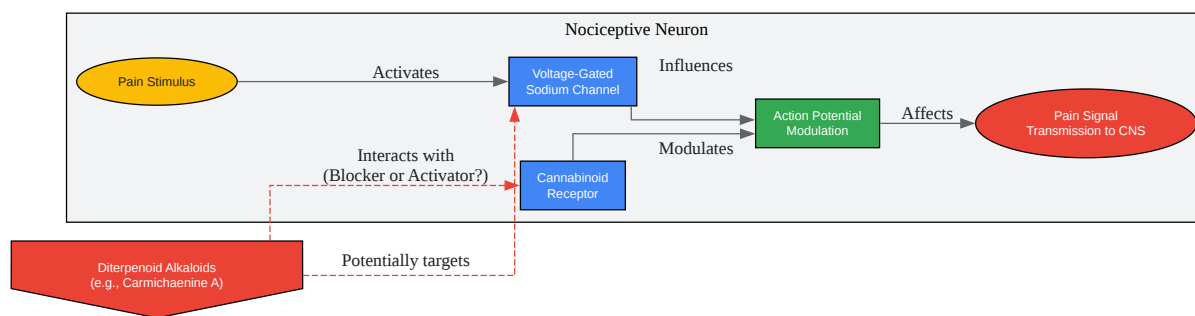 Nociceptive Neuron
Pain Stimulus
Activates
Voltage-Gated
Sodium Channel
Influences
Action Potential
Modulation
Affects
Pain Signal
Transmission to CNS
Modulates
Interacts with
(Blocker or Activator?)
Cannabinoid
Receptor
Potentially targets
Diterpenoid Alkaloids
(e.g., Carmichaenine A)